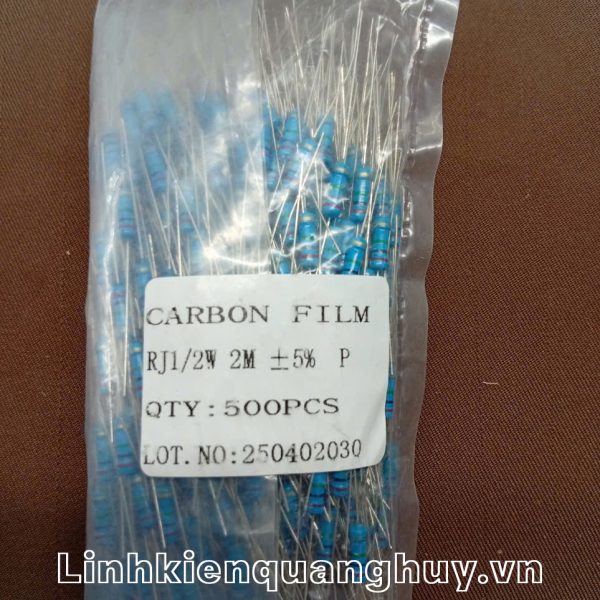 CARBON FILM
RJ1/2W 2M ±5% P
QTY:500PCS
LOT.NO:250402030
Linhkienquanghuy.vn